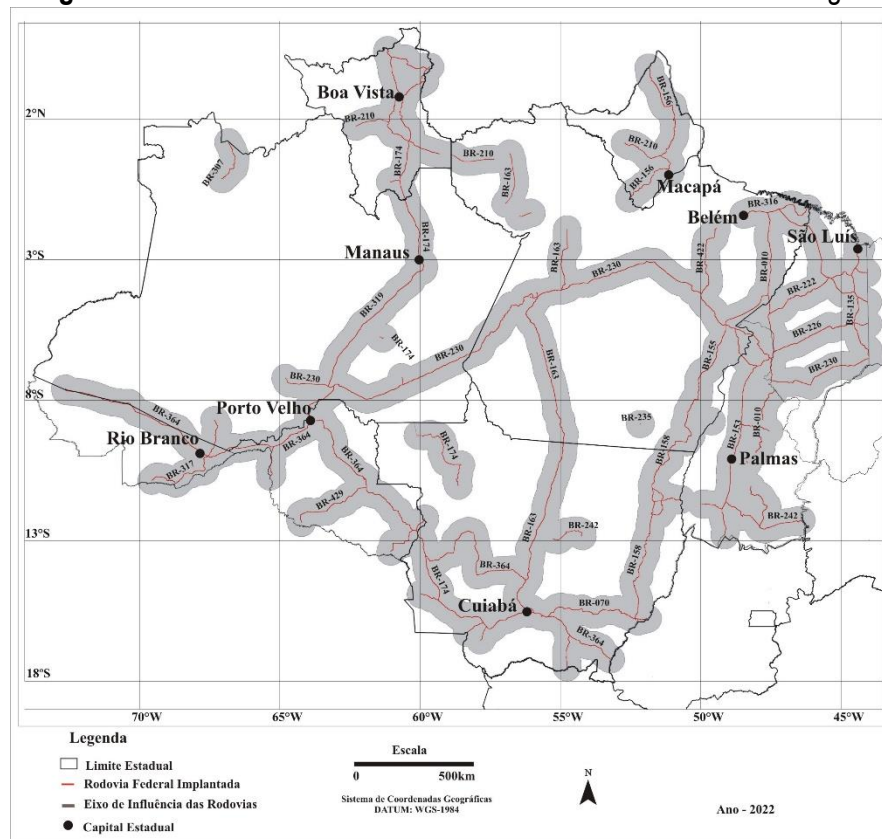 Boa Vista
BR-156
2°N
BR-210
BR-174
BR-210
BR-210
BR-163
BR-307
BR-156
Macapá
Belém
BR-316
São Luís
BR-174
BR-163
BR-422
BR-010
3°S
Manaus
BR-230
BR-222
BR-135
BR-319
BR-174
BR-226
BR-230
BR-230
BR-155
BR-230
BR-163
8°S
BR-364
Porto Velho
BR-235
Rio Branco
BR-364
BR-364
BR-174
BR-158
BR-153
BR-010
BR-317
Palmas
BR-429
BR-242
BR-163
BR-242
13°S
BR-364
BR-158
BR-174
Cuiabá
BR-070
BR-364
18°S
70°W
65°W
60°W
55°W
50°W
45°W
Legenda
Limite Estadual
Rodovia Federal Implantada
Eixo de Influência das Rodovias
Capital Estadual
Escala
0 500km
Sistema de Coordenadas Geográficas
DATUM: WGS-1984
N
Ano - 2022